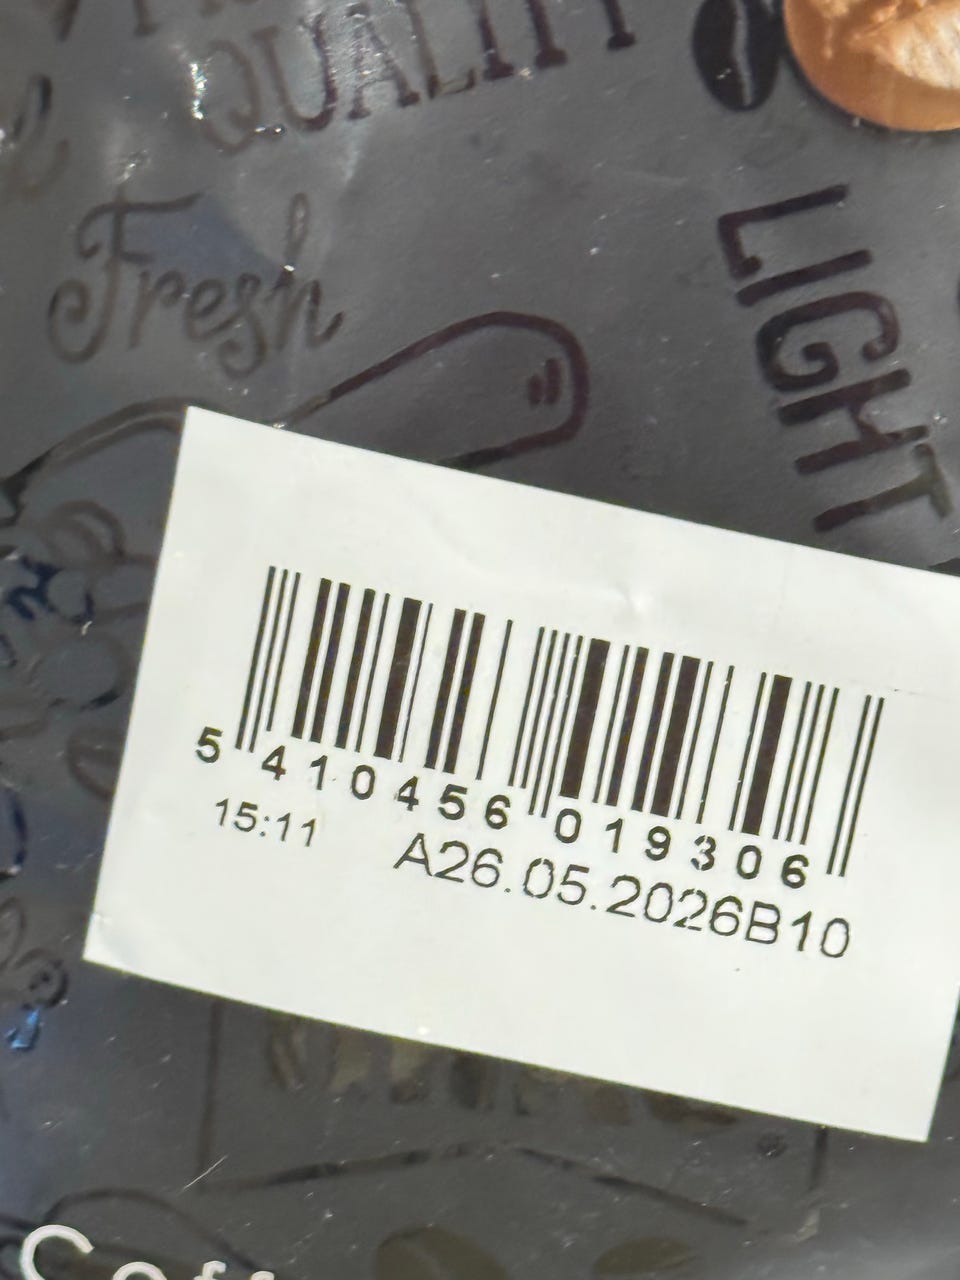 QUALITY
Fresh
LIGHT
5 410456 019306
15:11
A26.05.2026B10